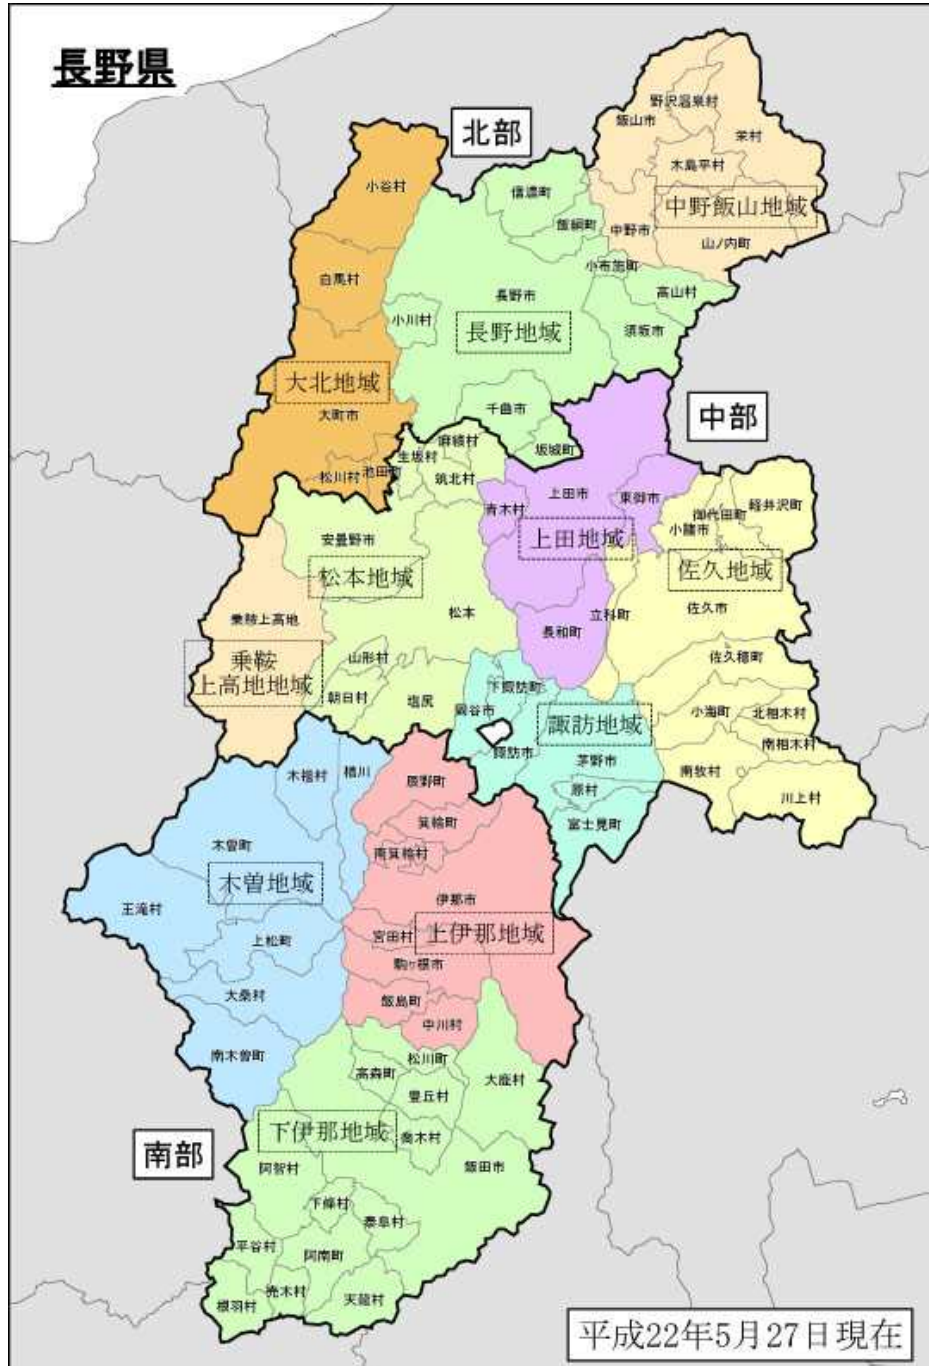 長野県
北部
野沢温泉村
飯山市
栄村
木島平村
中野飯山地域
中野市
山ノ内町
小谷村
信濃町
飯綱町
白馬村
小布施町
高山村
長野市
小川村
須坂市
長野地域
大北地域
大町市
千曲市
坂城町
中部
麻績村
生坂村
池田町
松川村
筑北村
青木村
上田市
東御市
軽井沢町
御代田町
小諸市
上田地域
安曇野市
松本地域
佐久地域
佐久市
松本
立科町
長和町
乗鞍上高地
乗鞍
上高地地域
山形村
朝日村
塩尻
佐久穂町
下諏訪町
岡谷市
諏訪地域
諏訪市
小海町
北相木村
南相木村
茅野市
南牧村
原村
川上村
富士見町
木祖村
楢川
辰野町
箕輪町
南箕輪村
木曽町
木曽地域
王滝村
伊那市
上伊那地域
宮田村
上松町
駒ヶ根市
大桑村
飯島町
中川村
南木曽町
松川町
高森町
大鹿村
豊丘村
下伊那地域
喬木村
南部
阿智村
飯田市
下條村
泰阜村
平谷村
阿南町
売木村
天龍村
根羽村
平成22年5月27日現在